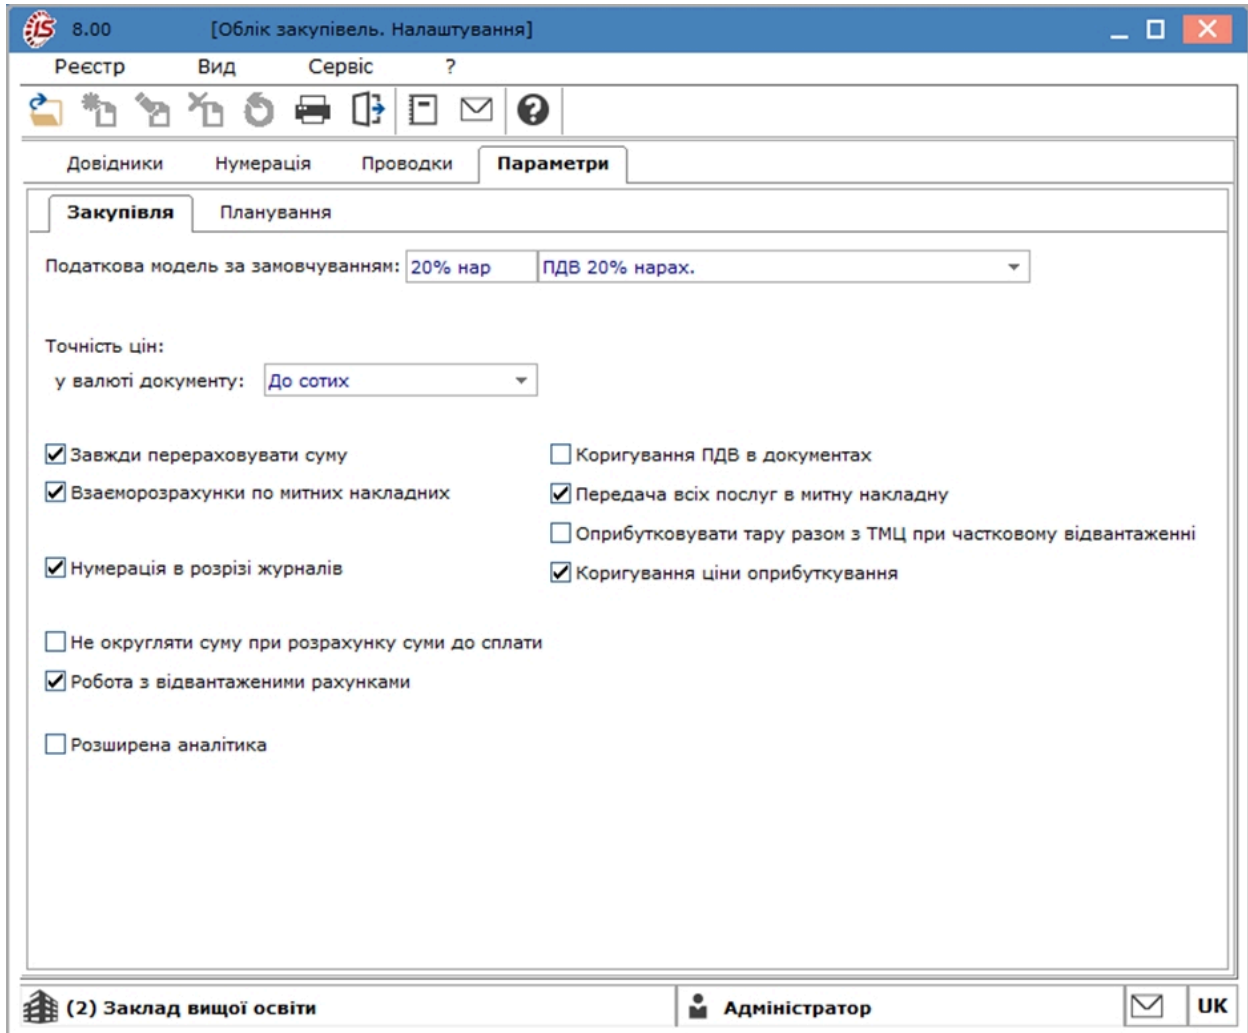 8.00 [Облік закупівель. Налаштування]
Реєстр Вид Сервіс ?
Довідники Нумерація Проводки Параметри
Закупівля Планування
Податкова модель за замовчуванням: 20% нар ПДВ 20% нарах.
Точність цін:
у валюті документу: До сотих
Завжди перераховувати суму Коригування ПДВ в документах
Взаєморозрахунки по митних накладних Передача всіх послуг в митну накладну
Оприбутковувати тару разом з ТМЦ при частковому відвантаженні
Нумерація в розрізі журналів Коригування ціни оприбуткування
Не округляти суму при розрахунку суми до сплати
Робота з відвантаженими рахунками
Розширена аналітика
(2) Заклад вищої освіти Адміністратор UK